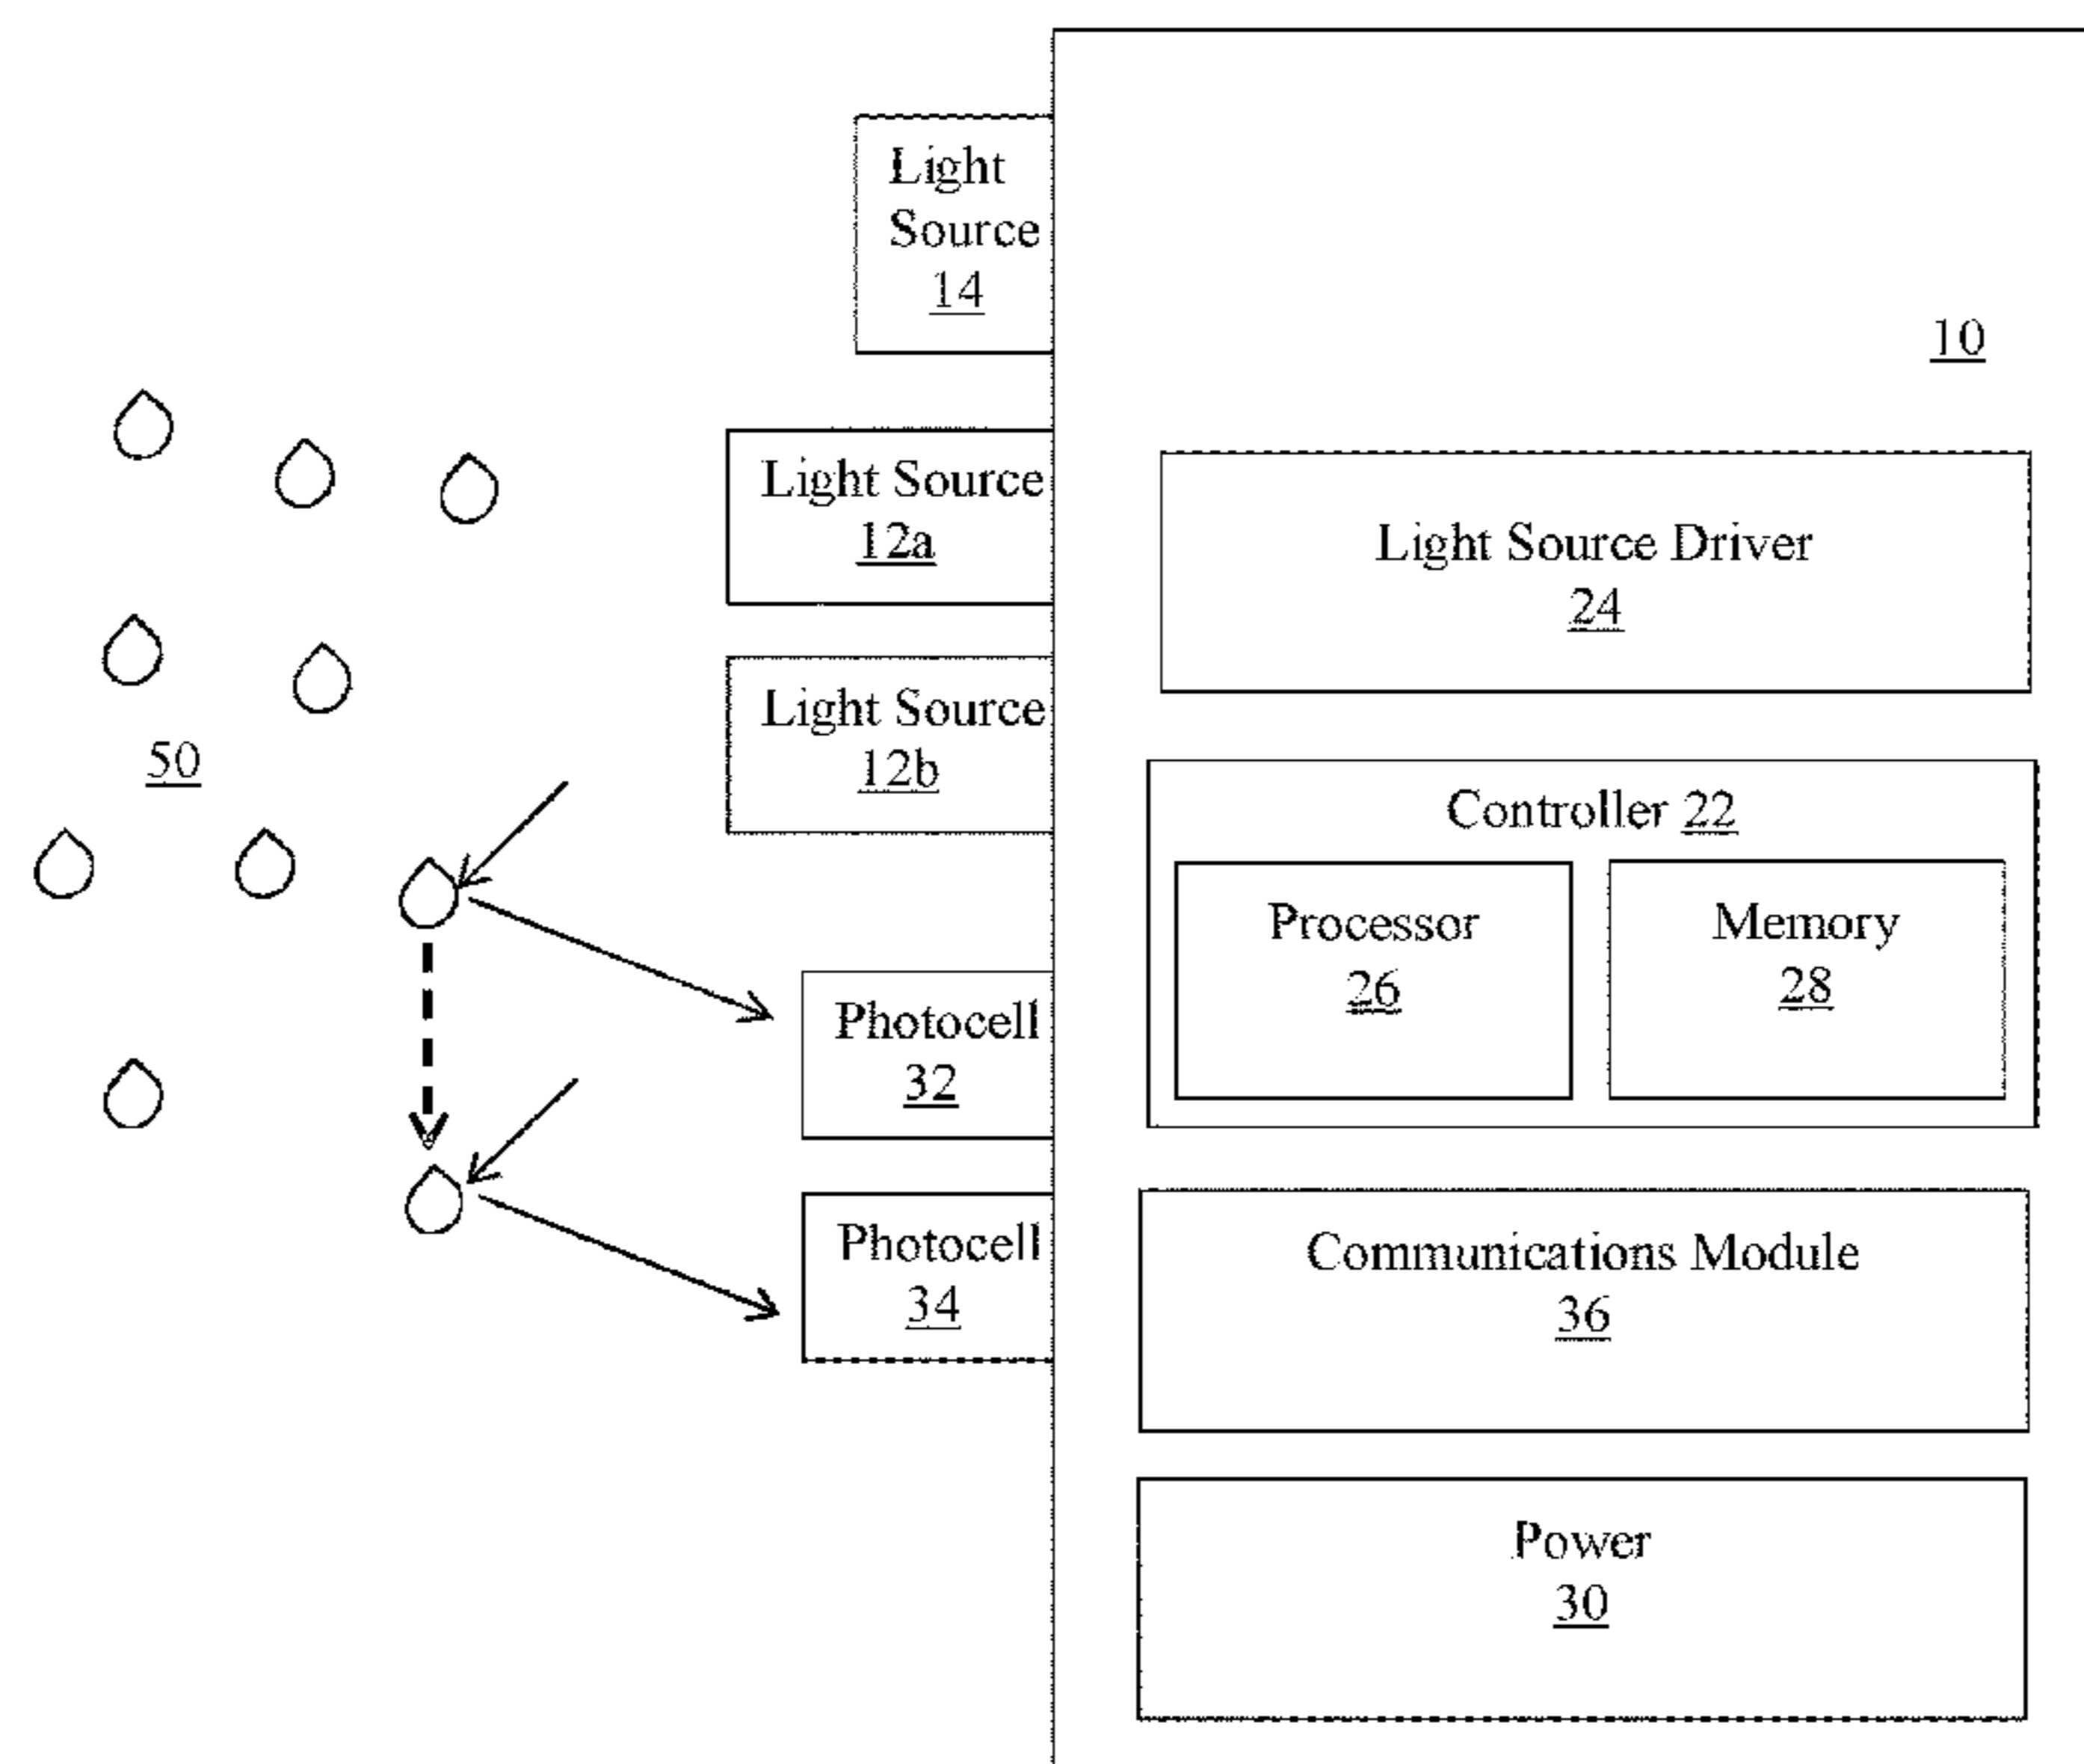 Light
Source
14
10
Light Source
12a
Light Source Driver
24
Light Source
12b
50
Controller 22
Processor
26
Memory
28
Photocell
32
Photocell
34
Communications Module
36
Power
30